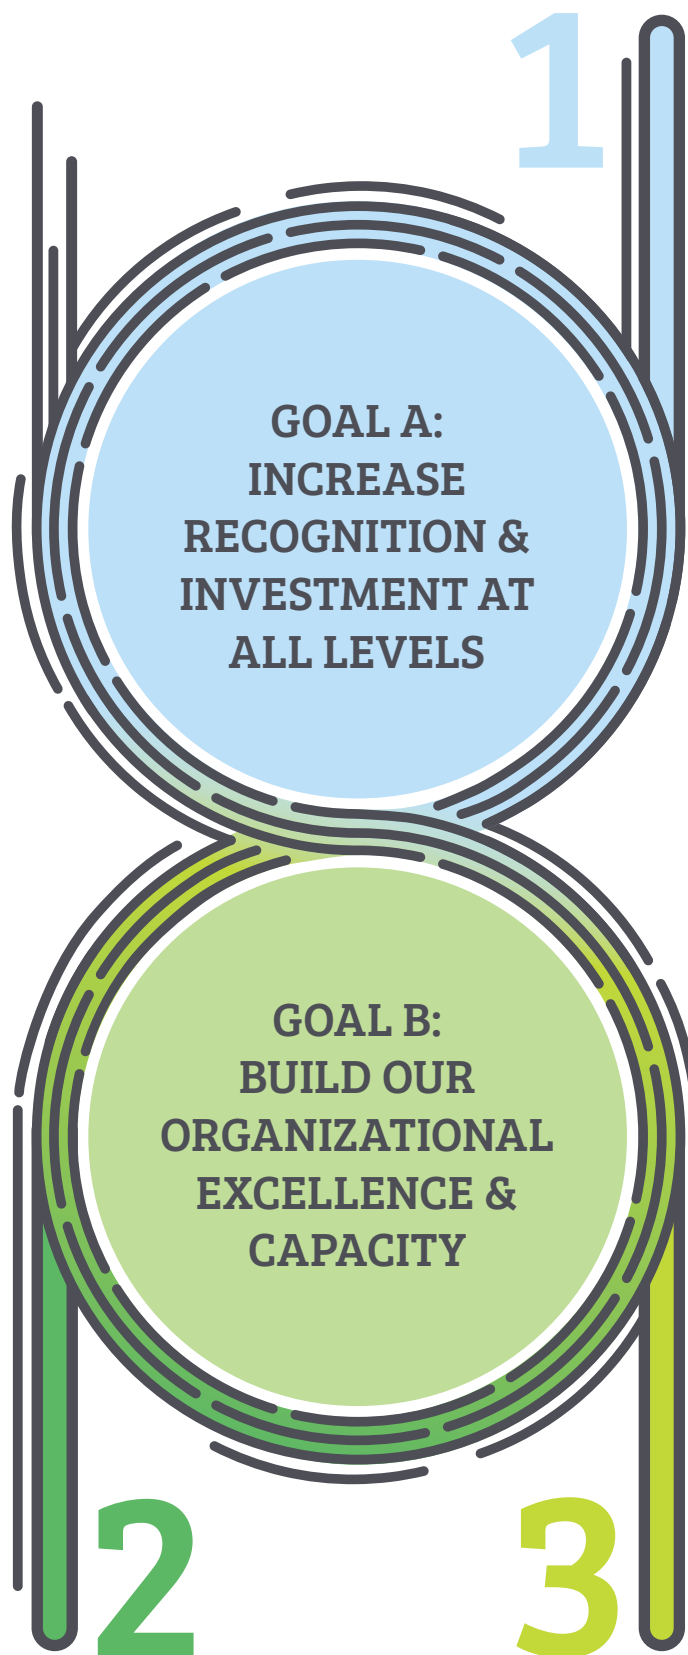 1
GOAL A:
INCREASE
RECOGNITION &
INVESTMENT AT
ALL LEVELS
GOAL B:
BUILD OUR
ORGANIZATIONAL
EXCELLENCE &
CAPACITY
2
3